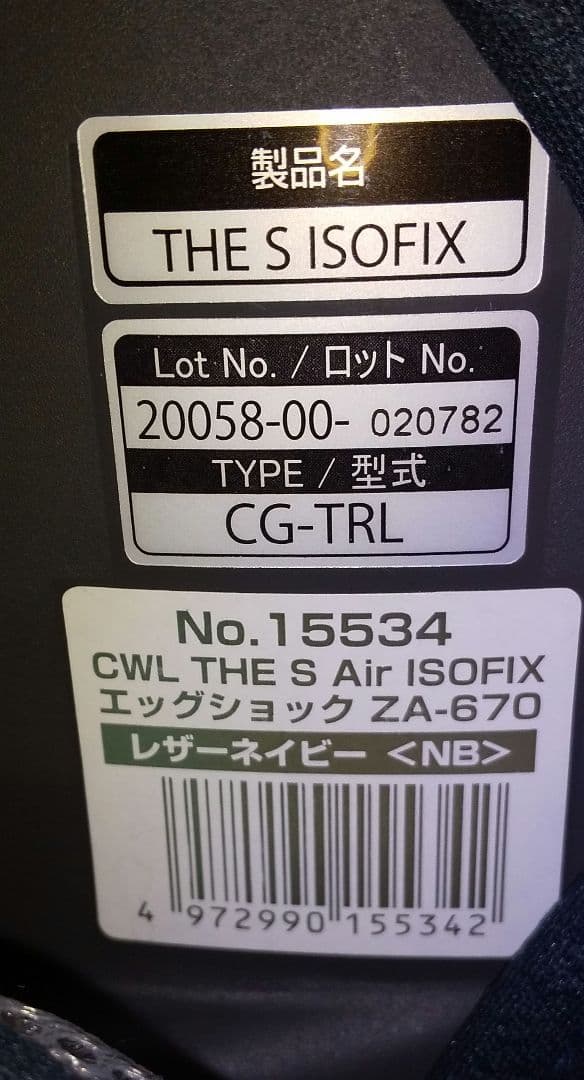 製品名
THE S ISOFIX
Lot No. / ロット No.
20058-00- 020782
TYPE / 型式
CG-TRL
No.15534
CWL THE S Air ISOFIX
エッグショック ZA-670
レザーネイビー <NB>
4 972990 155342